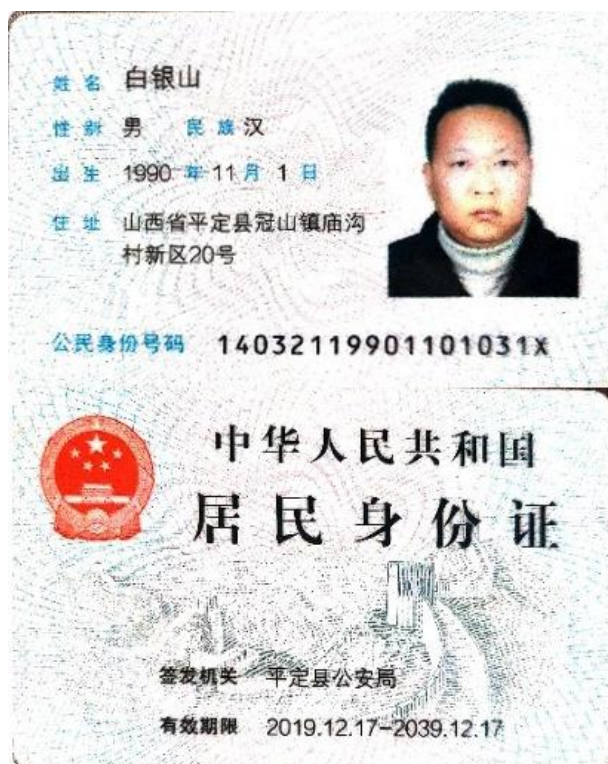 姓名 白银山
性别 男 民族 汉
出生 1990 年 11 月 1 日
住址 山西省平定县冠山镇庙沟
村新区20号
公民身份号码 14032119901101031X
中华人民共和国
居民身份证
签发机关 平定县公安局
有效期限 2019.12.17-2039.12.17